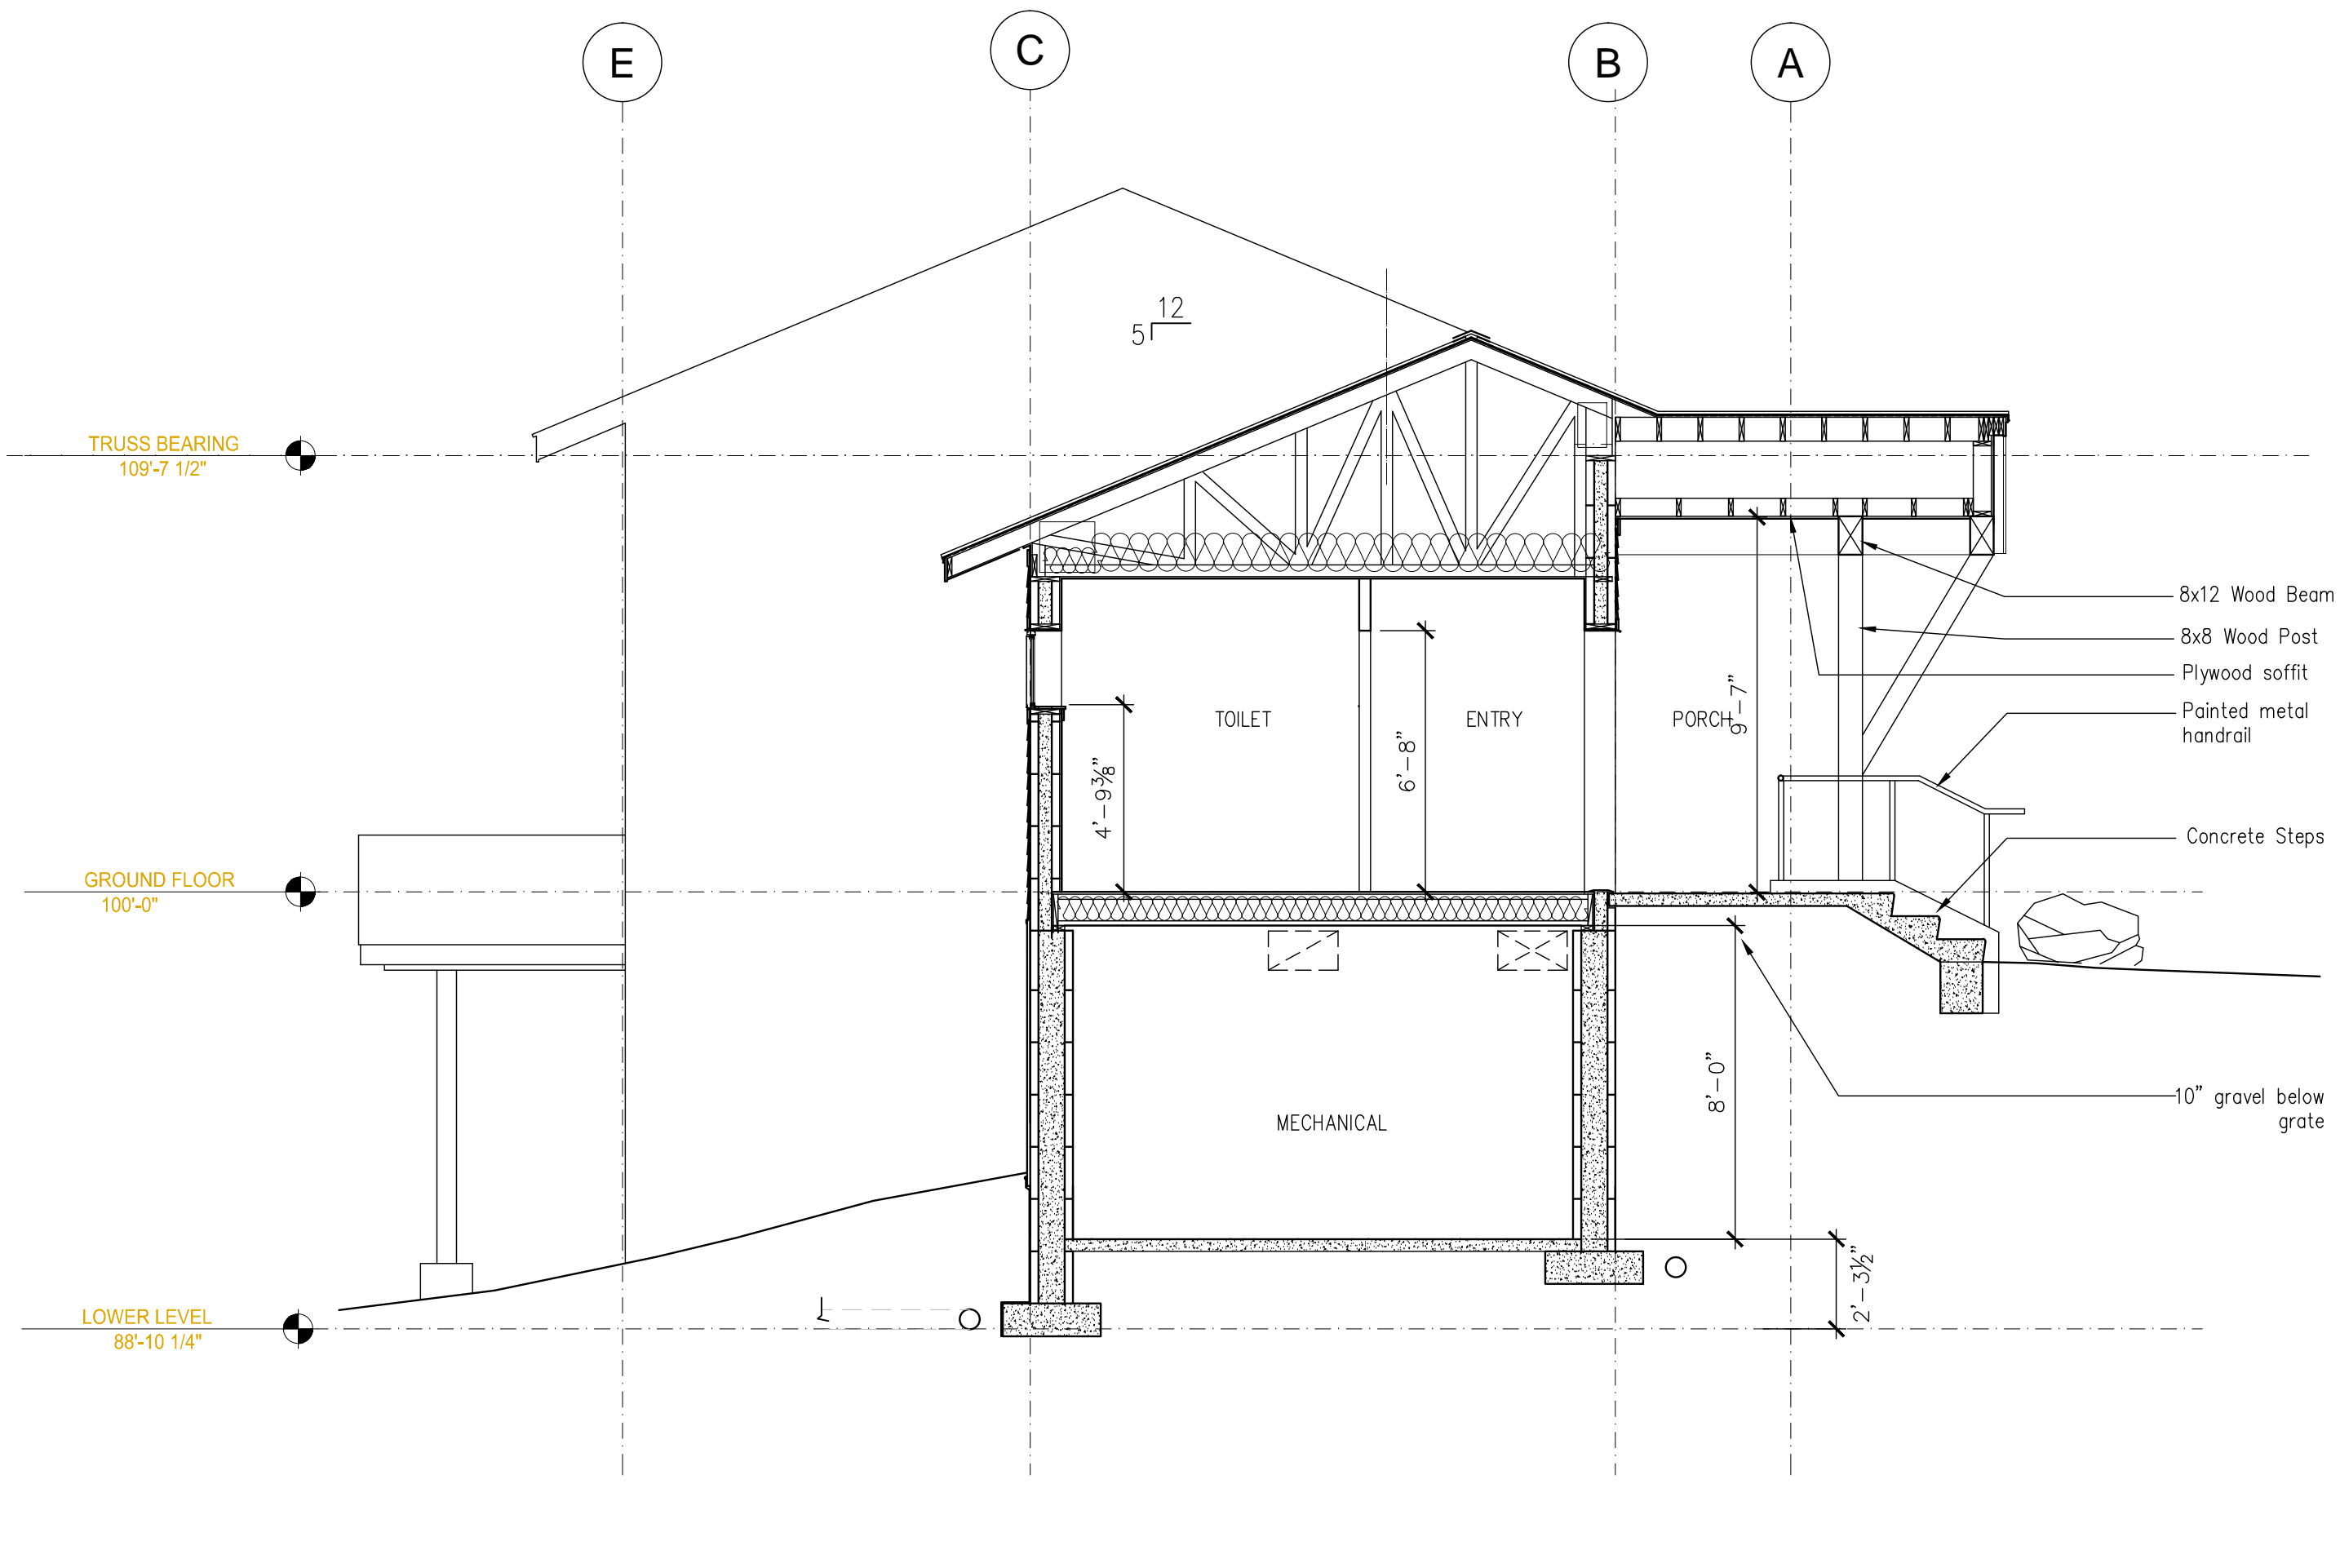 E
C
B
A
12
5
TRUSS BEARING
109'-7 1/2"
8x12 Wood Beam
8x8 Wood Post
Plywood soffit
Painted metal
handrail
TOILET
ENTRY
PORCH
9'-7"
6'-8"
4'-9⅜"
Concrete Steps
GROUND FLOOR
100'-0"
8'-0"
10" gravel below
grate
MECHANICAL
2'-3½"
LOWER LEVEL
88'-10 1/4"